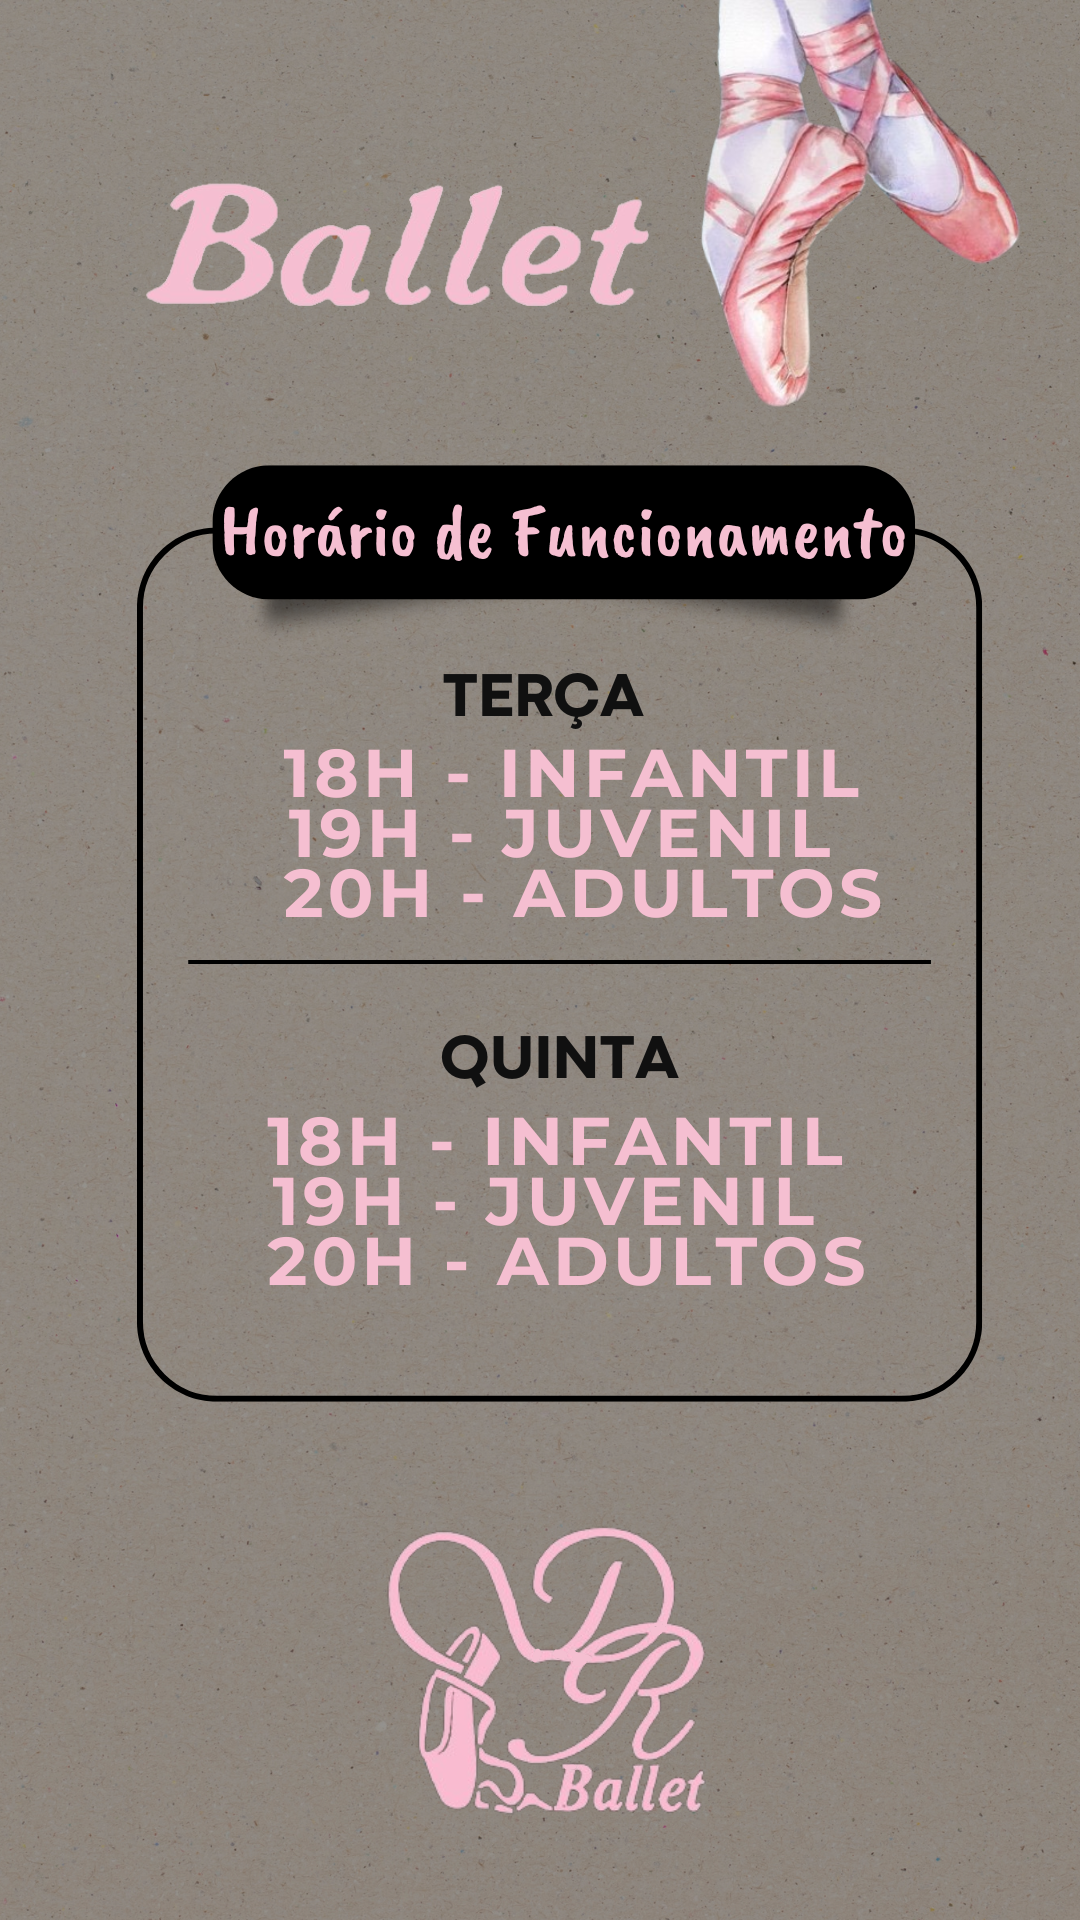 Ballet
Horário de Funcionamento
TERÇA
18H - INFANTIL
19H - JUVENIL
20H - ADULTOS
QUINTA
18H - INFANTIL
19H - JUVENIL
20H - ADULTOS
DR
Ballet